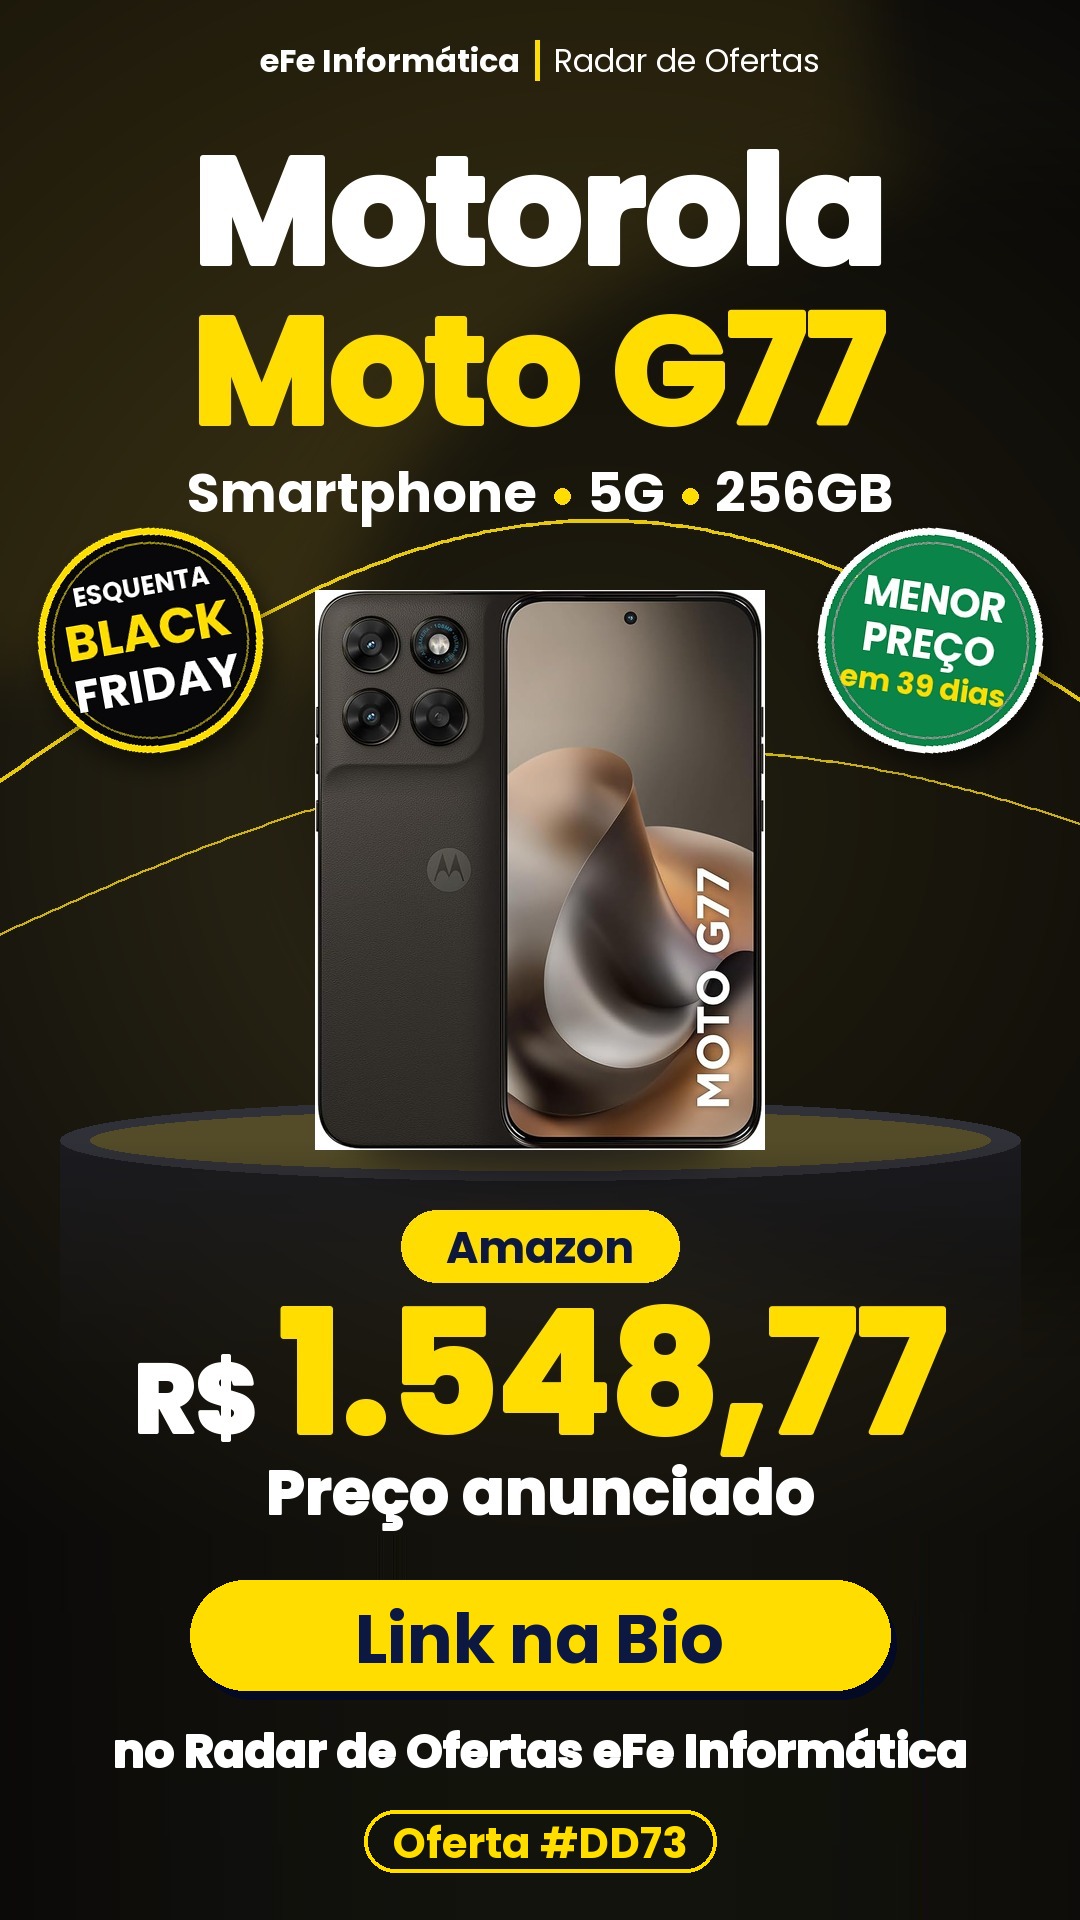 eFe Informática | Radar de Ofertas
Motorola
Moto G77
Smartphone • 5G • 256GB
ESQUENTA
BLACK
FRIDAY
MENOR
PREÇO
em 39 dias
MOTO G77
Amazon
R$ 1.548,77
Preço anunciado
Link na Bio
no Radar de Ofertas eFe Informática
Oferta #DD73